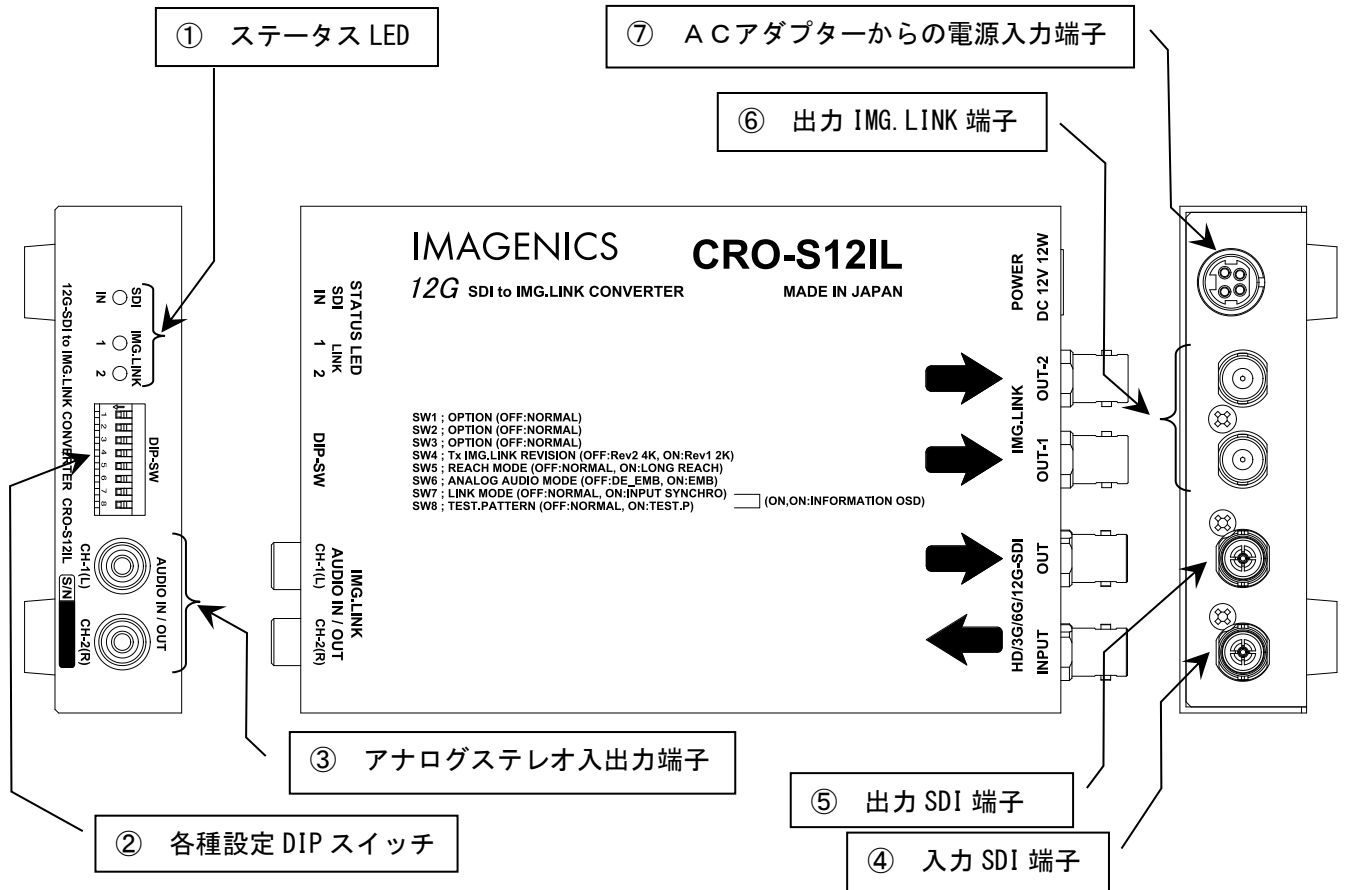 ① ステータス LED
⑦ ACアダプターからの電源入力端子
⑥ 出力 IMG.LINK 端子
SDI
IN
IMG.LINK
1
2
DIP-SW
1 2 3 4 5 6 7 8
AUDIO IN / OUT
CH-1(L)
CH-2(R)
12G-SDI to IMG.LINK CONVERTER CRO-S12IL S/N
IMAGENICS
CRO-S12IL
12G SDI to IMG.LINK CONVERTER
MADE IN JAPAN
STATUS LED
SDI LINK
IN 1 2
DIP-SW
SW1 ; OPTION (OFF:NORMAL)
SW2 ; OPTION (OFF:NORMAL)
SW3 ; OPTION (OFF:NORMAL)
SW4 ; Tx IMG.LINK REVISION (OFF:Rev2 4K, ON:Rev1 2K)
SW5 ; REACH MODE (OFF:NORMAL, ON:LONG REACH)
SW6 ; ANALOG AUDIO MODE (OFF:DE_EMB, ON:EMB)
SW7 ; LINK MODE (OFF:NORMAL, ON:INPUT SYNCHRO)
SW8 ; TEST.PATTERN (OFF:NORMAL, ON:TEST.P)
(ON,ON:INFORMATION OSD)
IMG.LINK
AUDIO IN / OUT
CH-1(L) CH-2(R)
POWER
DC 12V 12W
IMG.LINK
OUT-2
OUT-1
HD/3G/6G/12G-SDI
OUT
INPUT
③ アナログステレオ入出力端子
⑤ 出力 SDI 端子
② 各種設定 DIP スイッチ
④ 入力 SDI 端子